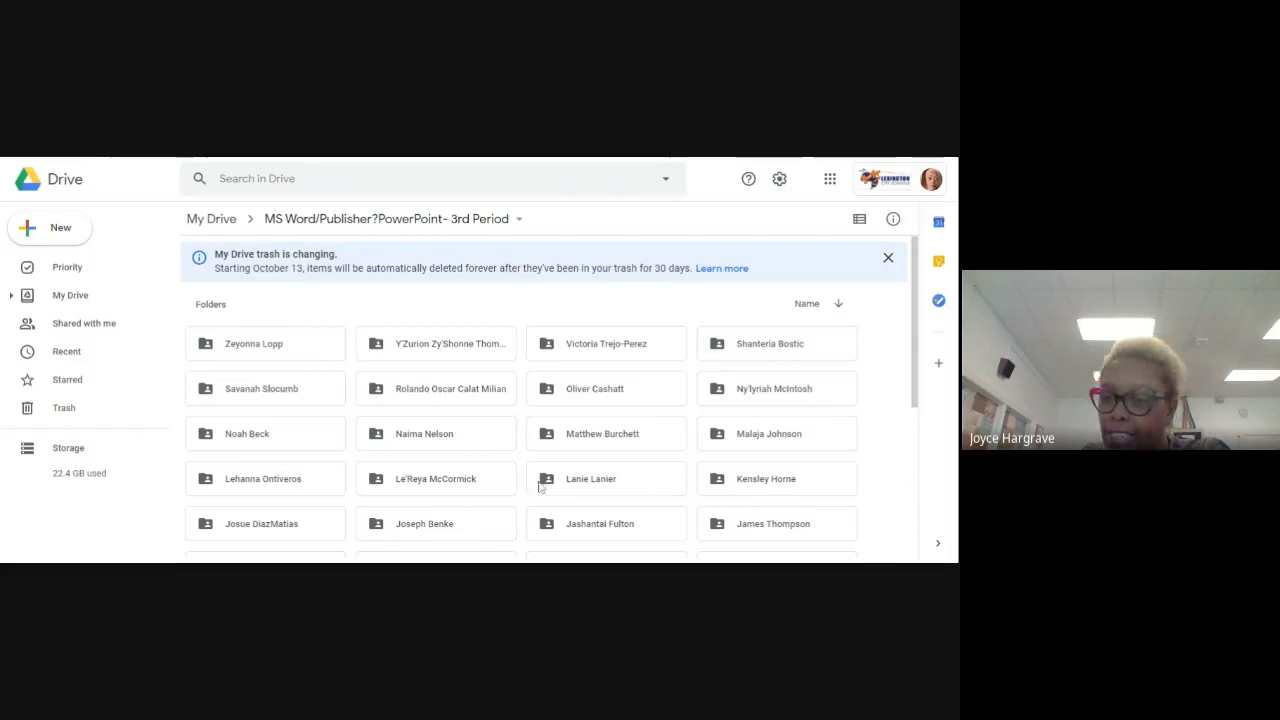 Drive
Search in Drive
LEXINGTON
CITY SCHOOLS
New
My Drive > MS Word/Publisher?PowerPoint- 3rd Period
Priority
My Drive
Shared with me
Recent
Starred
Trash
Storage
22.4 GB used
My Drive trash is changing.
Starting October 13, items will be automatically deleted forever after they've been in your trash for 30 days. Learn more
Folders
Name
Zeyonna Lopp
Y'Zurion Zy'Shonne Thom...
Victoria Trejo-Perez
Shanteria Bostic
Savanah Slocumb
Rolando Oscar Calat Milian
Oliver Cashatt
Ny'lyriah McIntosh
Noah Beck
Naima Nelson
Matthew Burchett
Malaja Johnson
Lehanna Ontiveros
Le'Reya McCormick
Lanie Lanier
Kensley Horne
Josue DiazMatias
Joseph Benke
Jashantai Fulton
James Thompson
31
Joyce Hargrave